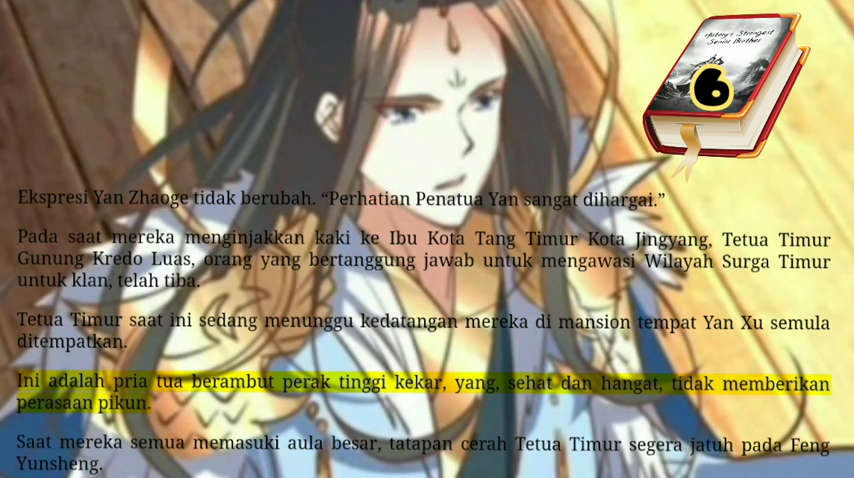 History's Strongest
Senior Brother
6
Ekspresi Yan Zhaoge tidak berubah. “Perhatian Penatua Yan sangat dihargai.”
Pada saat mereka menginjakkan kaki ke Ibu Kota Tang Timur Kota Jingyang, Tetua Timur
Gunung Kredo Luas, orang yang bertanggung jawab untuk mengawasi Wilayah Surga Timur
untuk klan, telah tiba.
Tetua Timur saat ini sedang menunggu kedatangan mereka di mansion tempat Yan Xu semula
ditempatkan.
Ini adalah pria tua berambut perak tinggi kekar, yang, sehat dan hangat, tidak memberikan
perasaan pikun.
Saat mereka semua memasuki aula besar, tatapan cerah Tetua Timur segera jatuh pada Feng
Yunsheng.